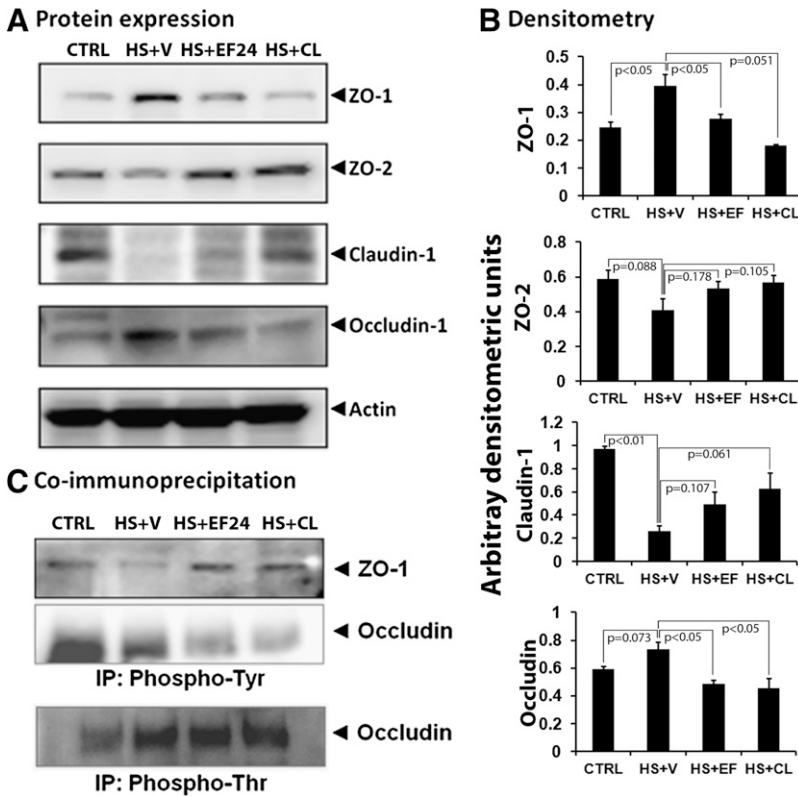 A Protein expression
CTRL HS+V HS+EF24 HS+CL
ZO-1
ZO-2
Claudin-1
Occludin-1
Actin
C Co-immunoprecipitation
CTRL HS+V HS+EF24 HS+CL
ZO-1
Occludin
IP: Phospho-Tyr
Occludin
IP: Phospho-Thr
B Densitometry
Arbitray densitometric units
ZO-1
0.5
0.4
0.3
0.2
0.1
0
p<0.05 p<0.05 p=0.051
CTRL HS+V HS+EF HS+CL
ZO-2
0.8
0.6
0.4
0.2
0
p=0.088 p=0.178 p=0.105
CTRL HS+V HS+EF HS+CL
Claudin-1
1.2
1
0.8
0.6
0.4
0.2
0
p<0.01
p=0.061
p=0.107
CTRL HS+V HS+EF HS+CL
Occludin
1
0.8
0.6
0.4
0.2
0
p=0.073 p<0.05 p<0.05
CTRL HS+V HS+EF HS+CL